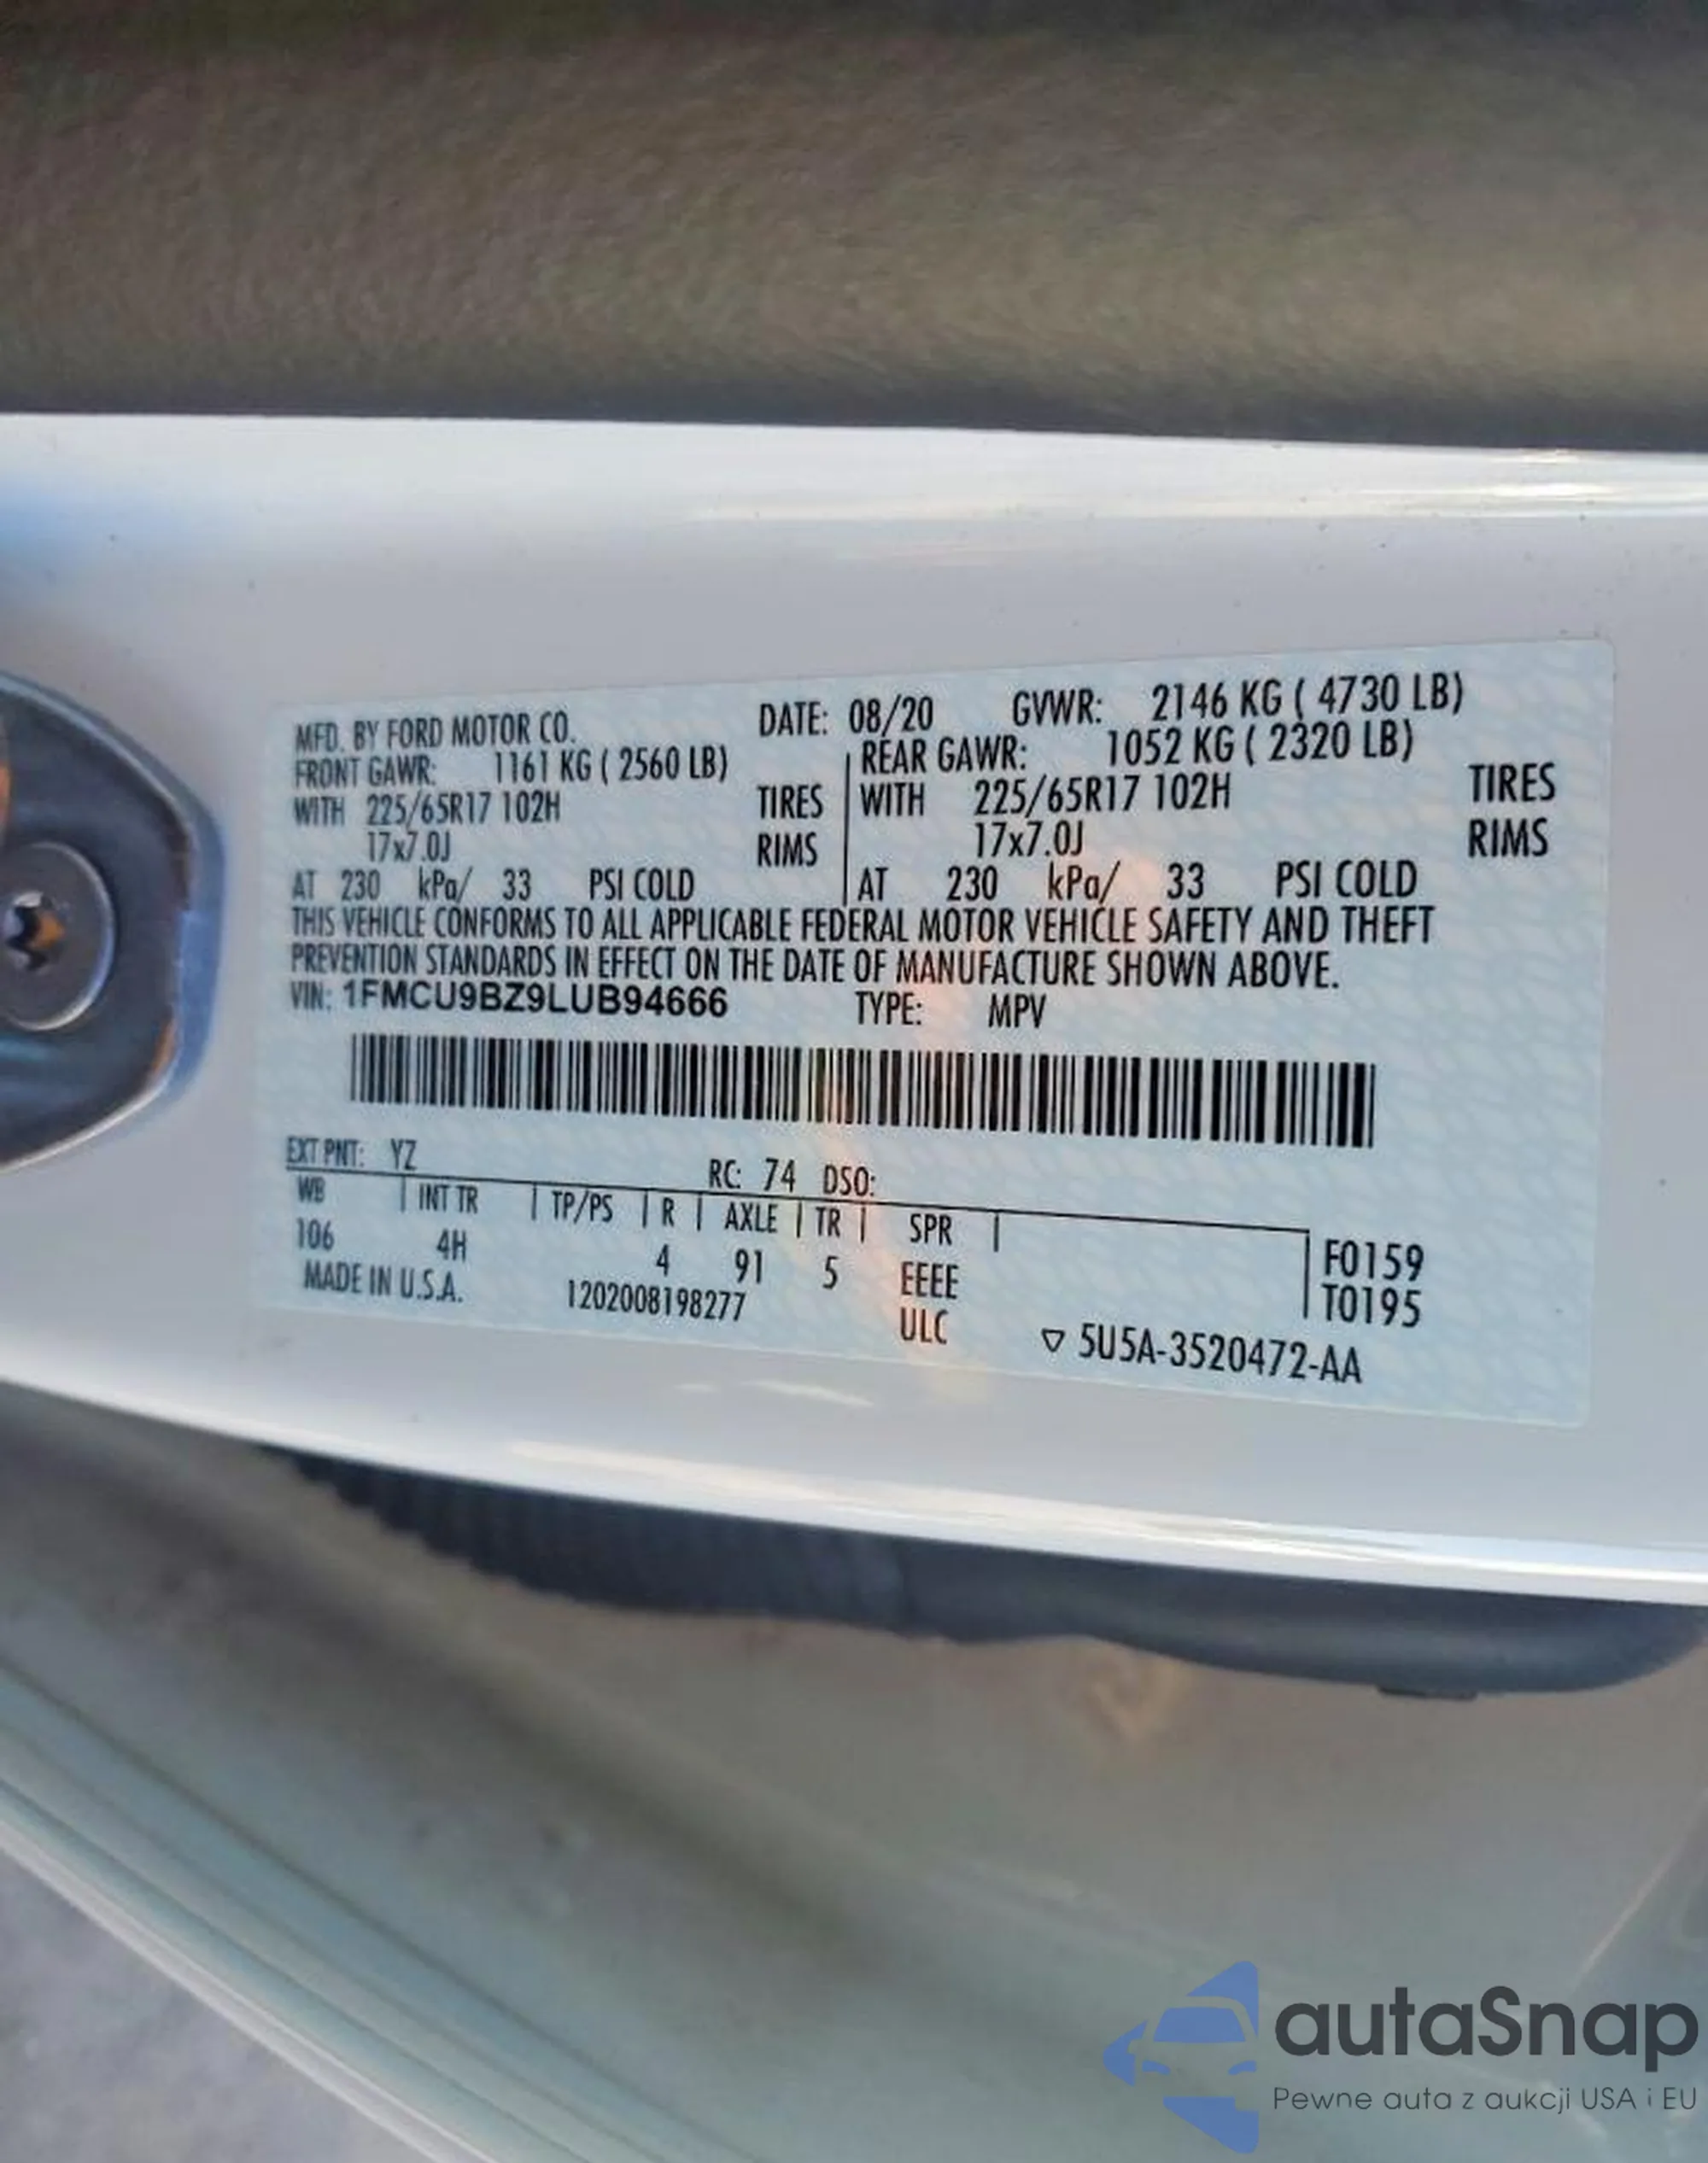 MFD. BY FORD MOTOR CO. DATE: 08/20 GVWR: 2146 KG ( 4730 LB)
FRONT GAWR: 1161 KG ( 2560 LB) REAR GAWR: 1052 KG ( 2320 LB)
WITH 225/65R17 102H TIRES WITH 225/65R17 102H TIRES
17x7.0J RIMS 17x7.0J RIMS
AT 230 kPa/ 33 PSI COLD AT 230 kPa/ 33 PSI COLD
THIS VEHICLE CONFORMS TO ALL APPLICABLE FEDERAL MOTOR VEHICLE SAFETY AND THEFT
PREVENTION STANDARDS IN EFFECT ON THE DATE OF MANUFACTURE SHOWN ABOVE.
VIN: 1FMCU9BZ9LUB94666 TYPE: MPV
EXT PNT: YZ RC: 74 DSO:
WB INT TR TP/PS R AXLE TR SPR
106 4H 4 91 5 EEEE F0159
MADE IN U.S.A. 1202008198277 ULC T0195
▽ 5U5A-3520472-AA
autaSnap
Pewne auta z aukcji USA i EU